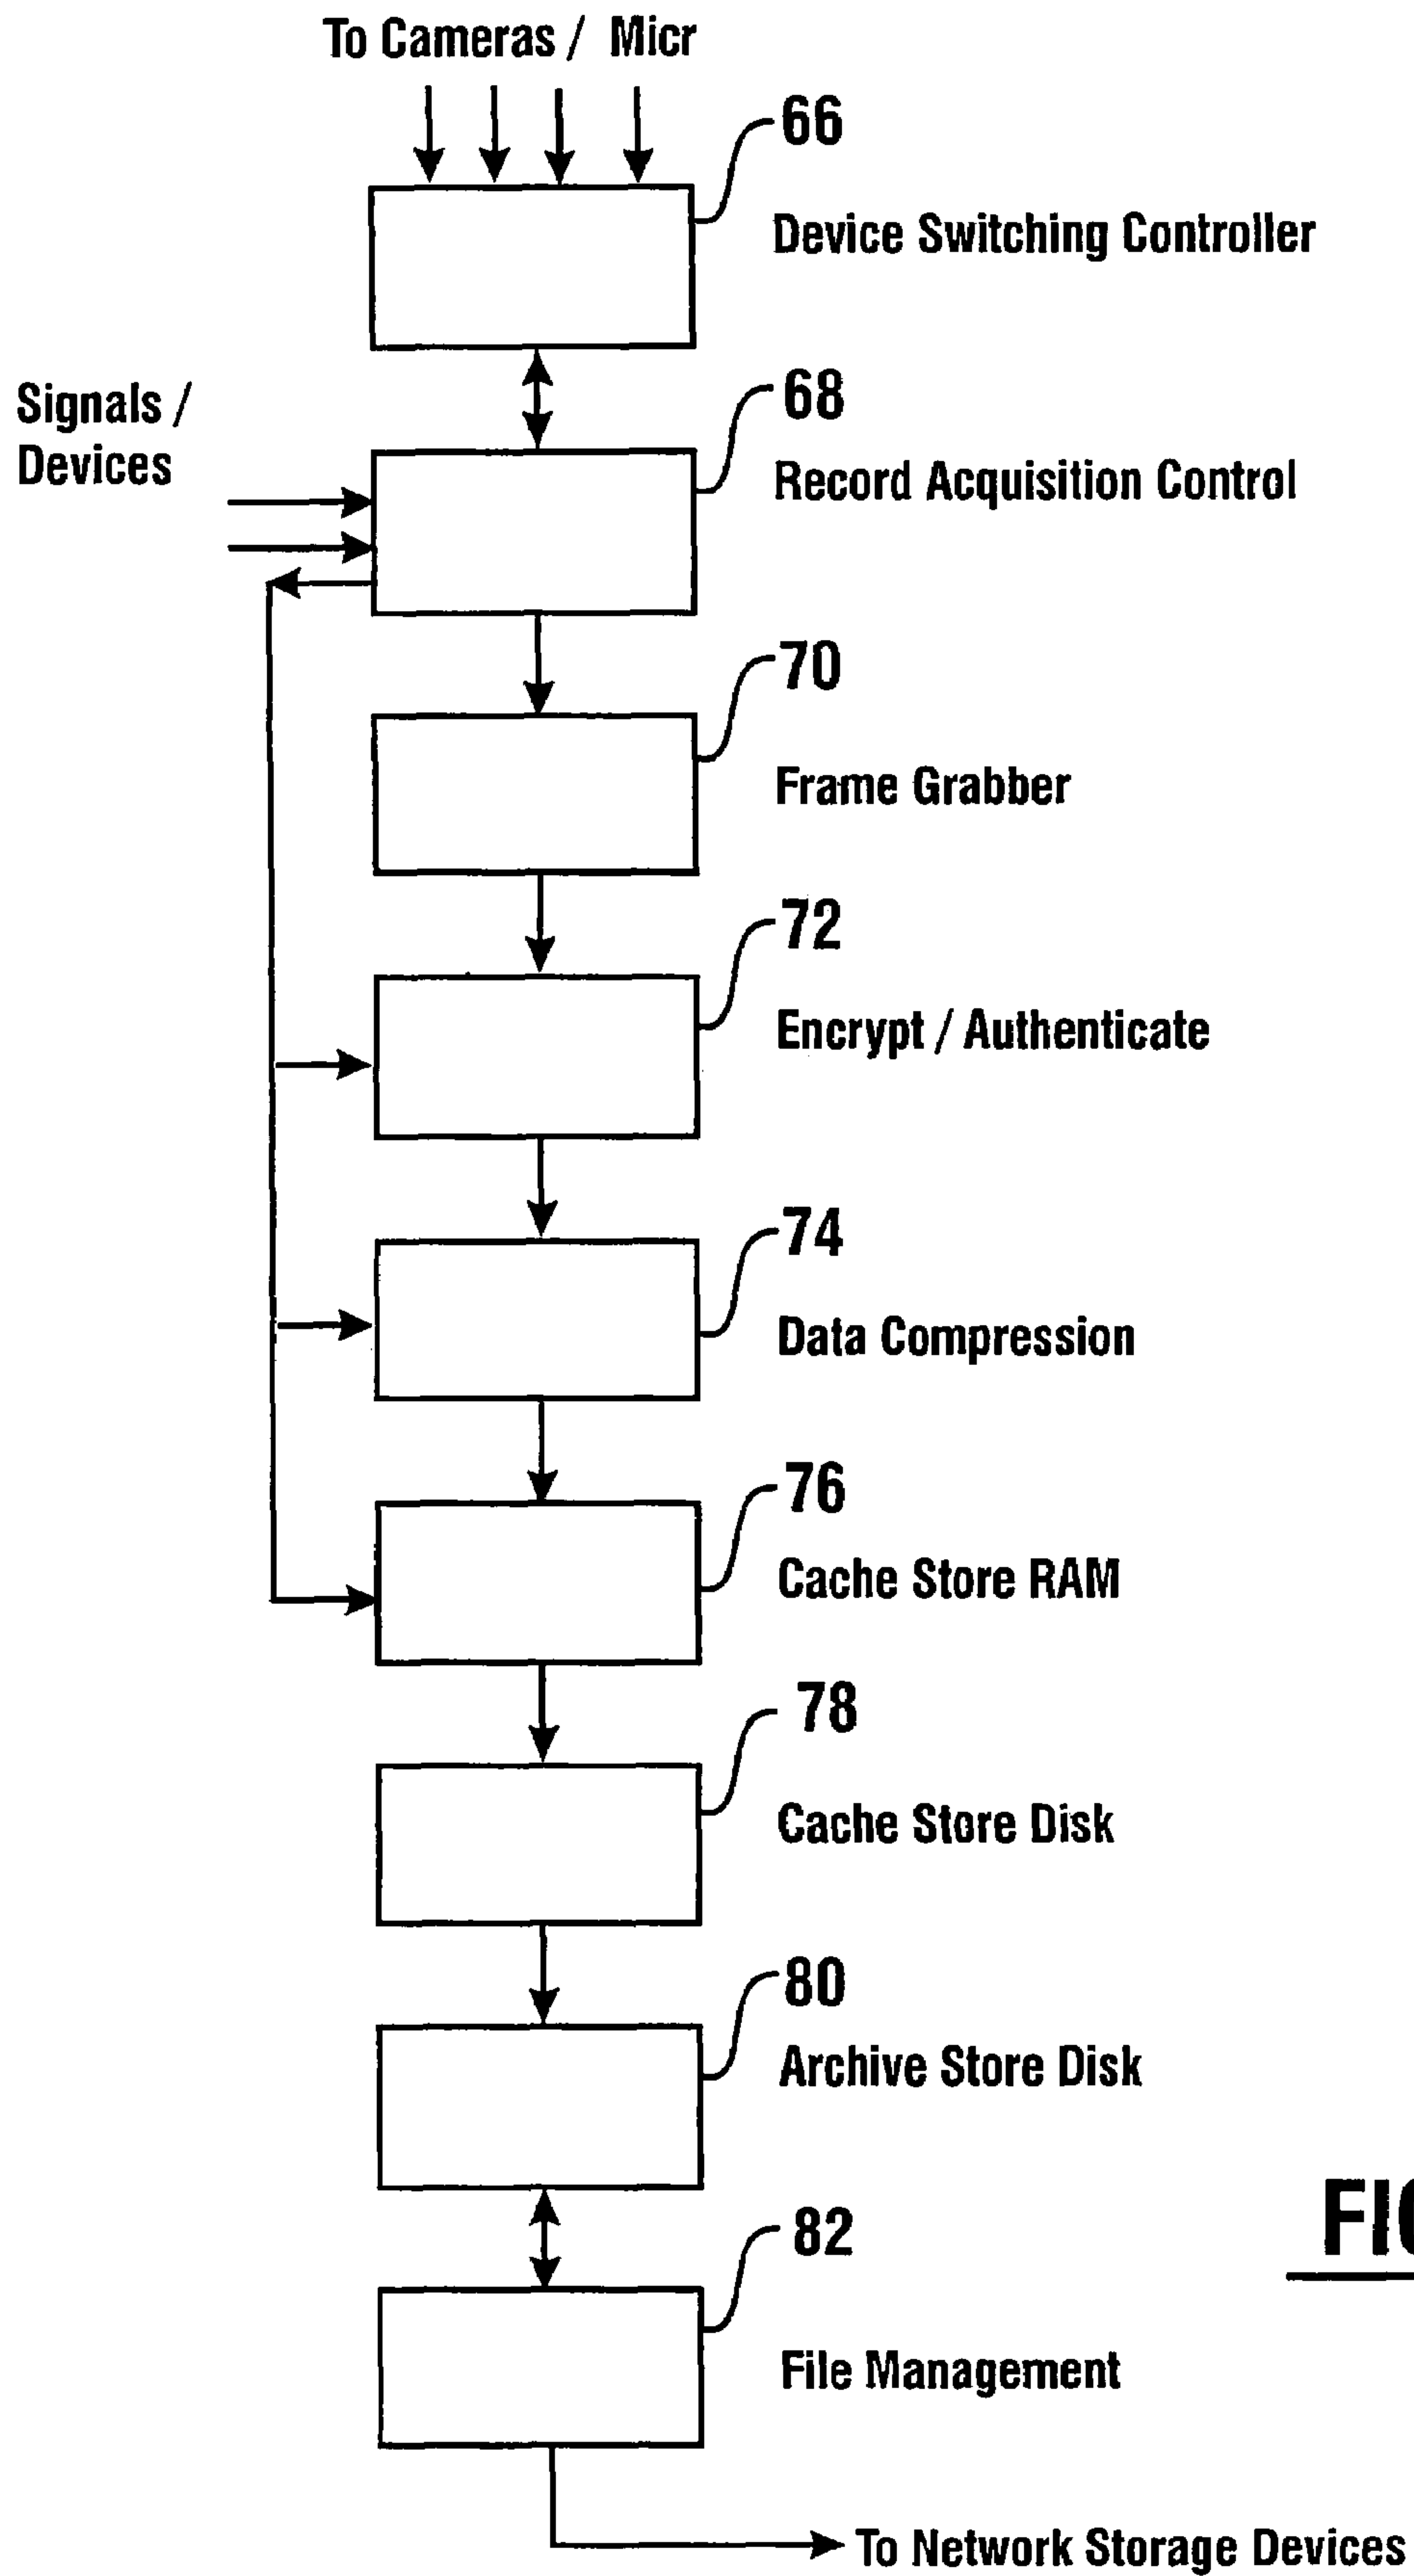 To Cameras / Micr
66
Device Switching Controller
Signals /
Devices
68
Record Acquisition Control
70
Frame Grabber
72
Encrypt / Authenticate
74
Data Compression
76
Cache Store RAM
78
Cache Store Disk
80
Archive Store Disk
82
File Management
To Network Storage Devices